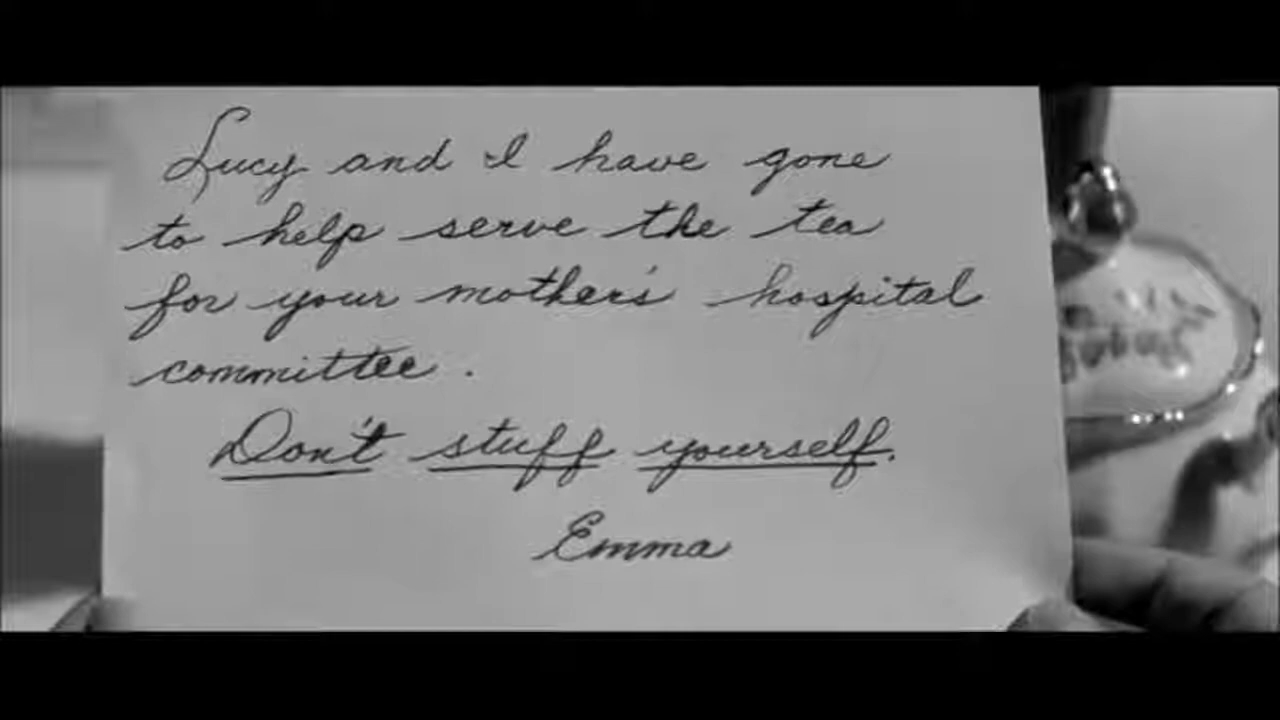 Lucy and I have gone
to help serve the tea
for your mother's hospital
committee.
Don't stuff yourself.
Emma